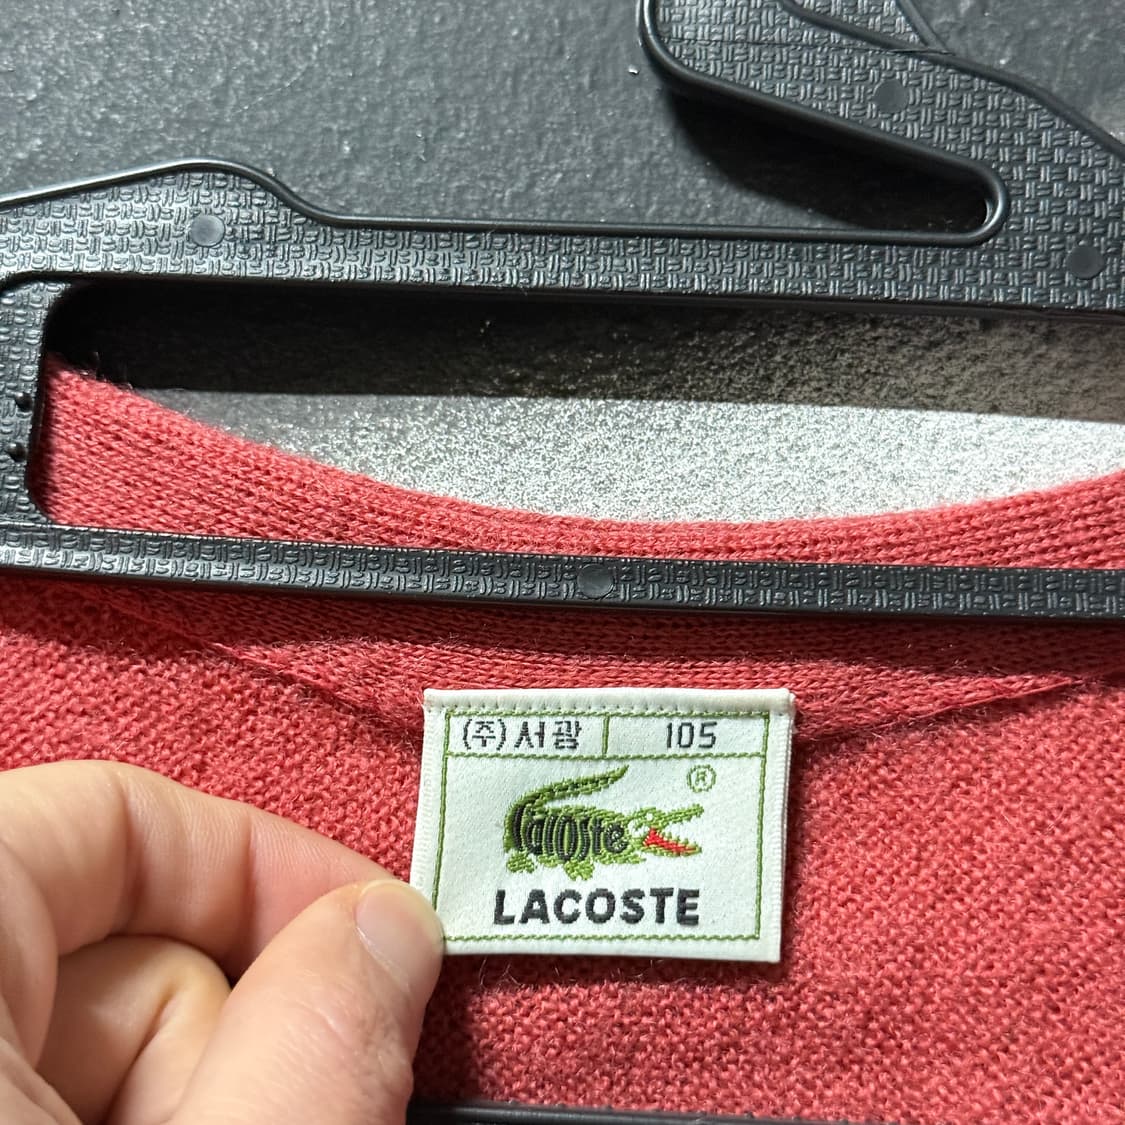 (주)서광 105
®
Lacoste
LACOSTE